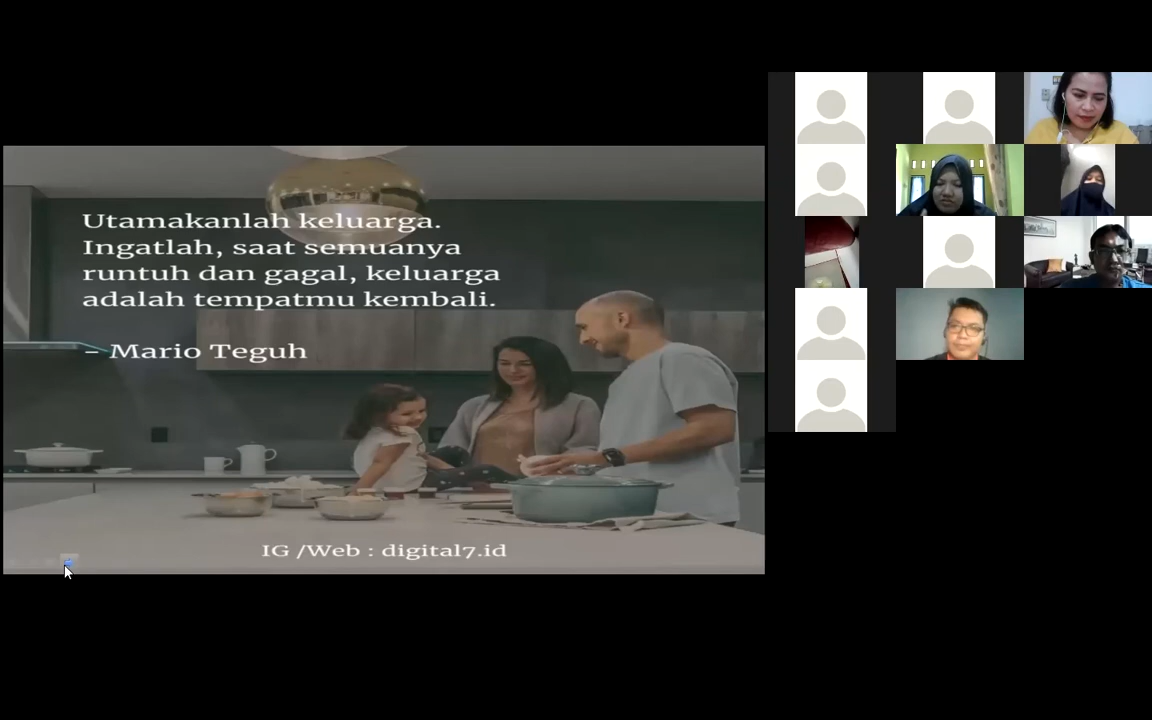 Utamakanlah keluarga.
Ingatlah, saat semuanya
runtuh dan gagal, keluarga
adalah tempatmu kembali.
– Mario Teguh
IG /Web : digital7.id